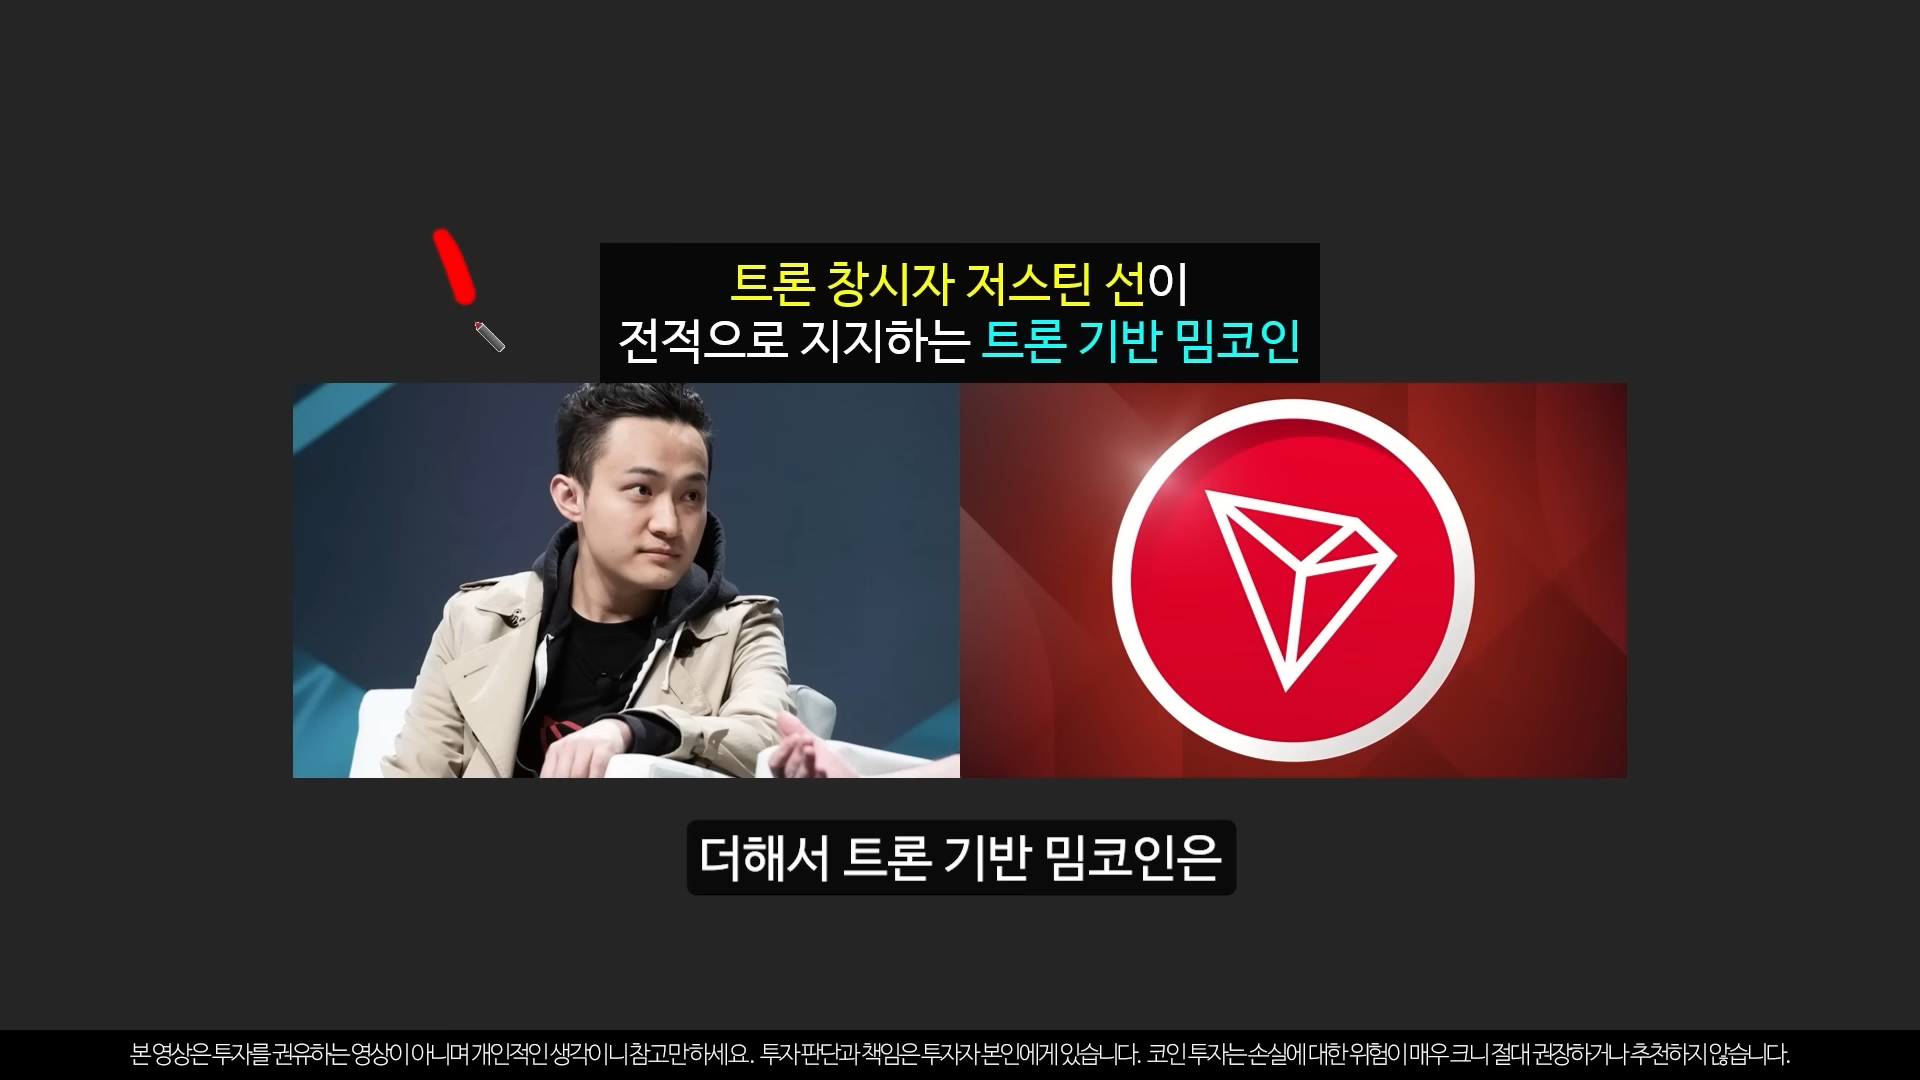 트론 창시자 저스틴 선이
전적으로 지지하는 트론 기반 밈코인
더해서 트론 기반 밈코인은
본 영상은 투자를 권유하는 영상이 아니며 개인적인 생각이니 참고만 하세요. 투자 판단과 책임은 투자자 본인에게 있습니다. 코인 투자는 손실에 대한 위험이 매우 크니 절대 권장하거나 추천하지 않습니다.